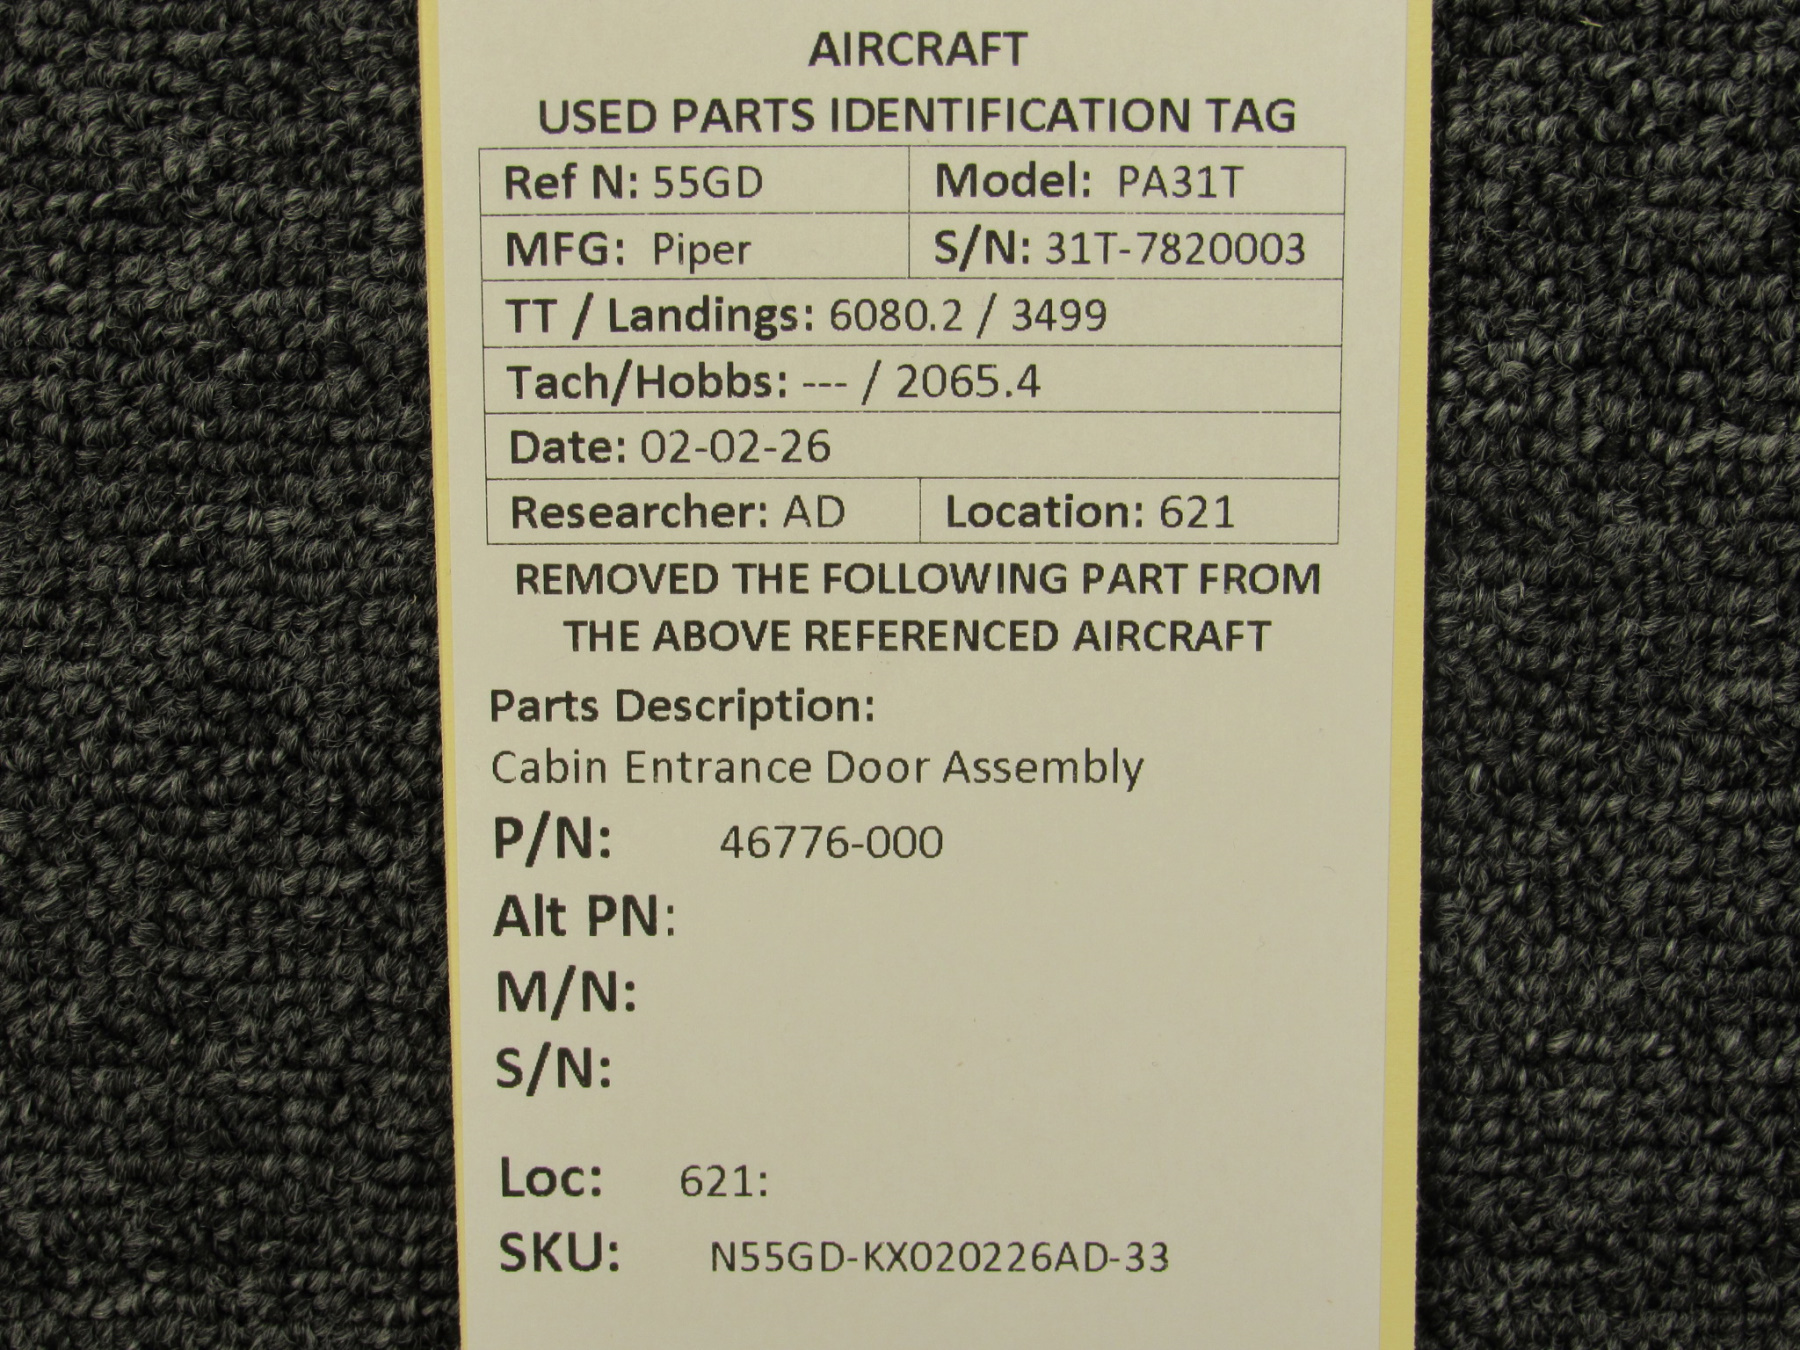 AIRCRAFT
USED PARTS IDENTIFICATION TAG
Ref N: 55GD Model: PA31T
MFG: Piper S/N: 31T-7820003
TT / Landings: 6080.2 / 3499
Tach/Hobbs: --- / 2065.4
Date: 02-02-26
Researcher: AD Location: 621
REMOVED THE FOLLOWING PART FROM
THE ABOVE REFERENCED AIRCRAFT
Parts Description:
Cabin Entrance Door Assembly
P/N: 46776-000
Alt PN:
M/N:
S/N:
Loc: 621:
SKU: N55GD-KX020226AD-33